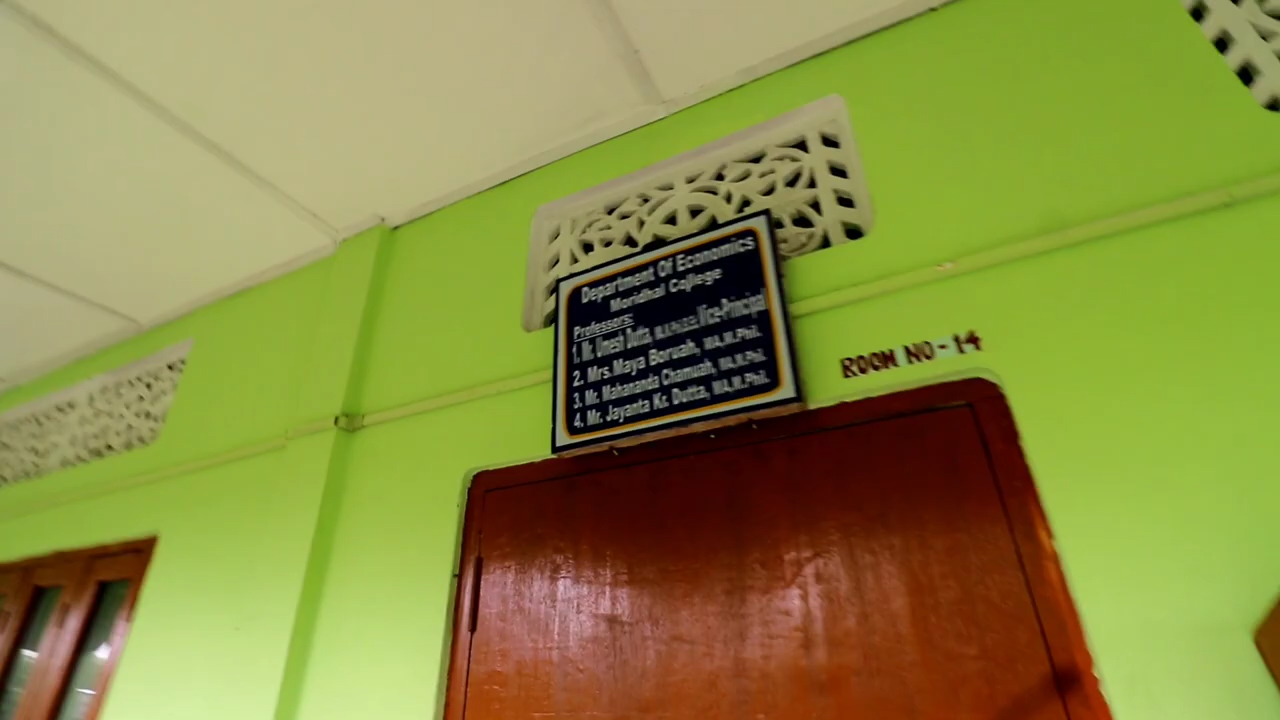 Department Of Economics
Moridhal College
Professors:
1. Mr. Umesh Dutta, Vice-Principal
2. Mrs. Maya Boruah, MA, M.Phil.
3. Mr. Mahananda Chamuah, MA, M.Phil.
4. Mr. Jayanta Kr. Dutta, MA, M.Phil.
ROOM NO-14